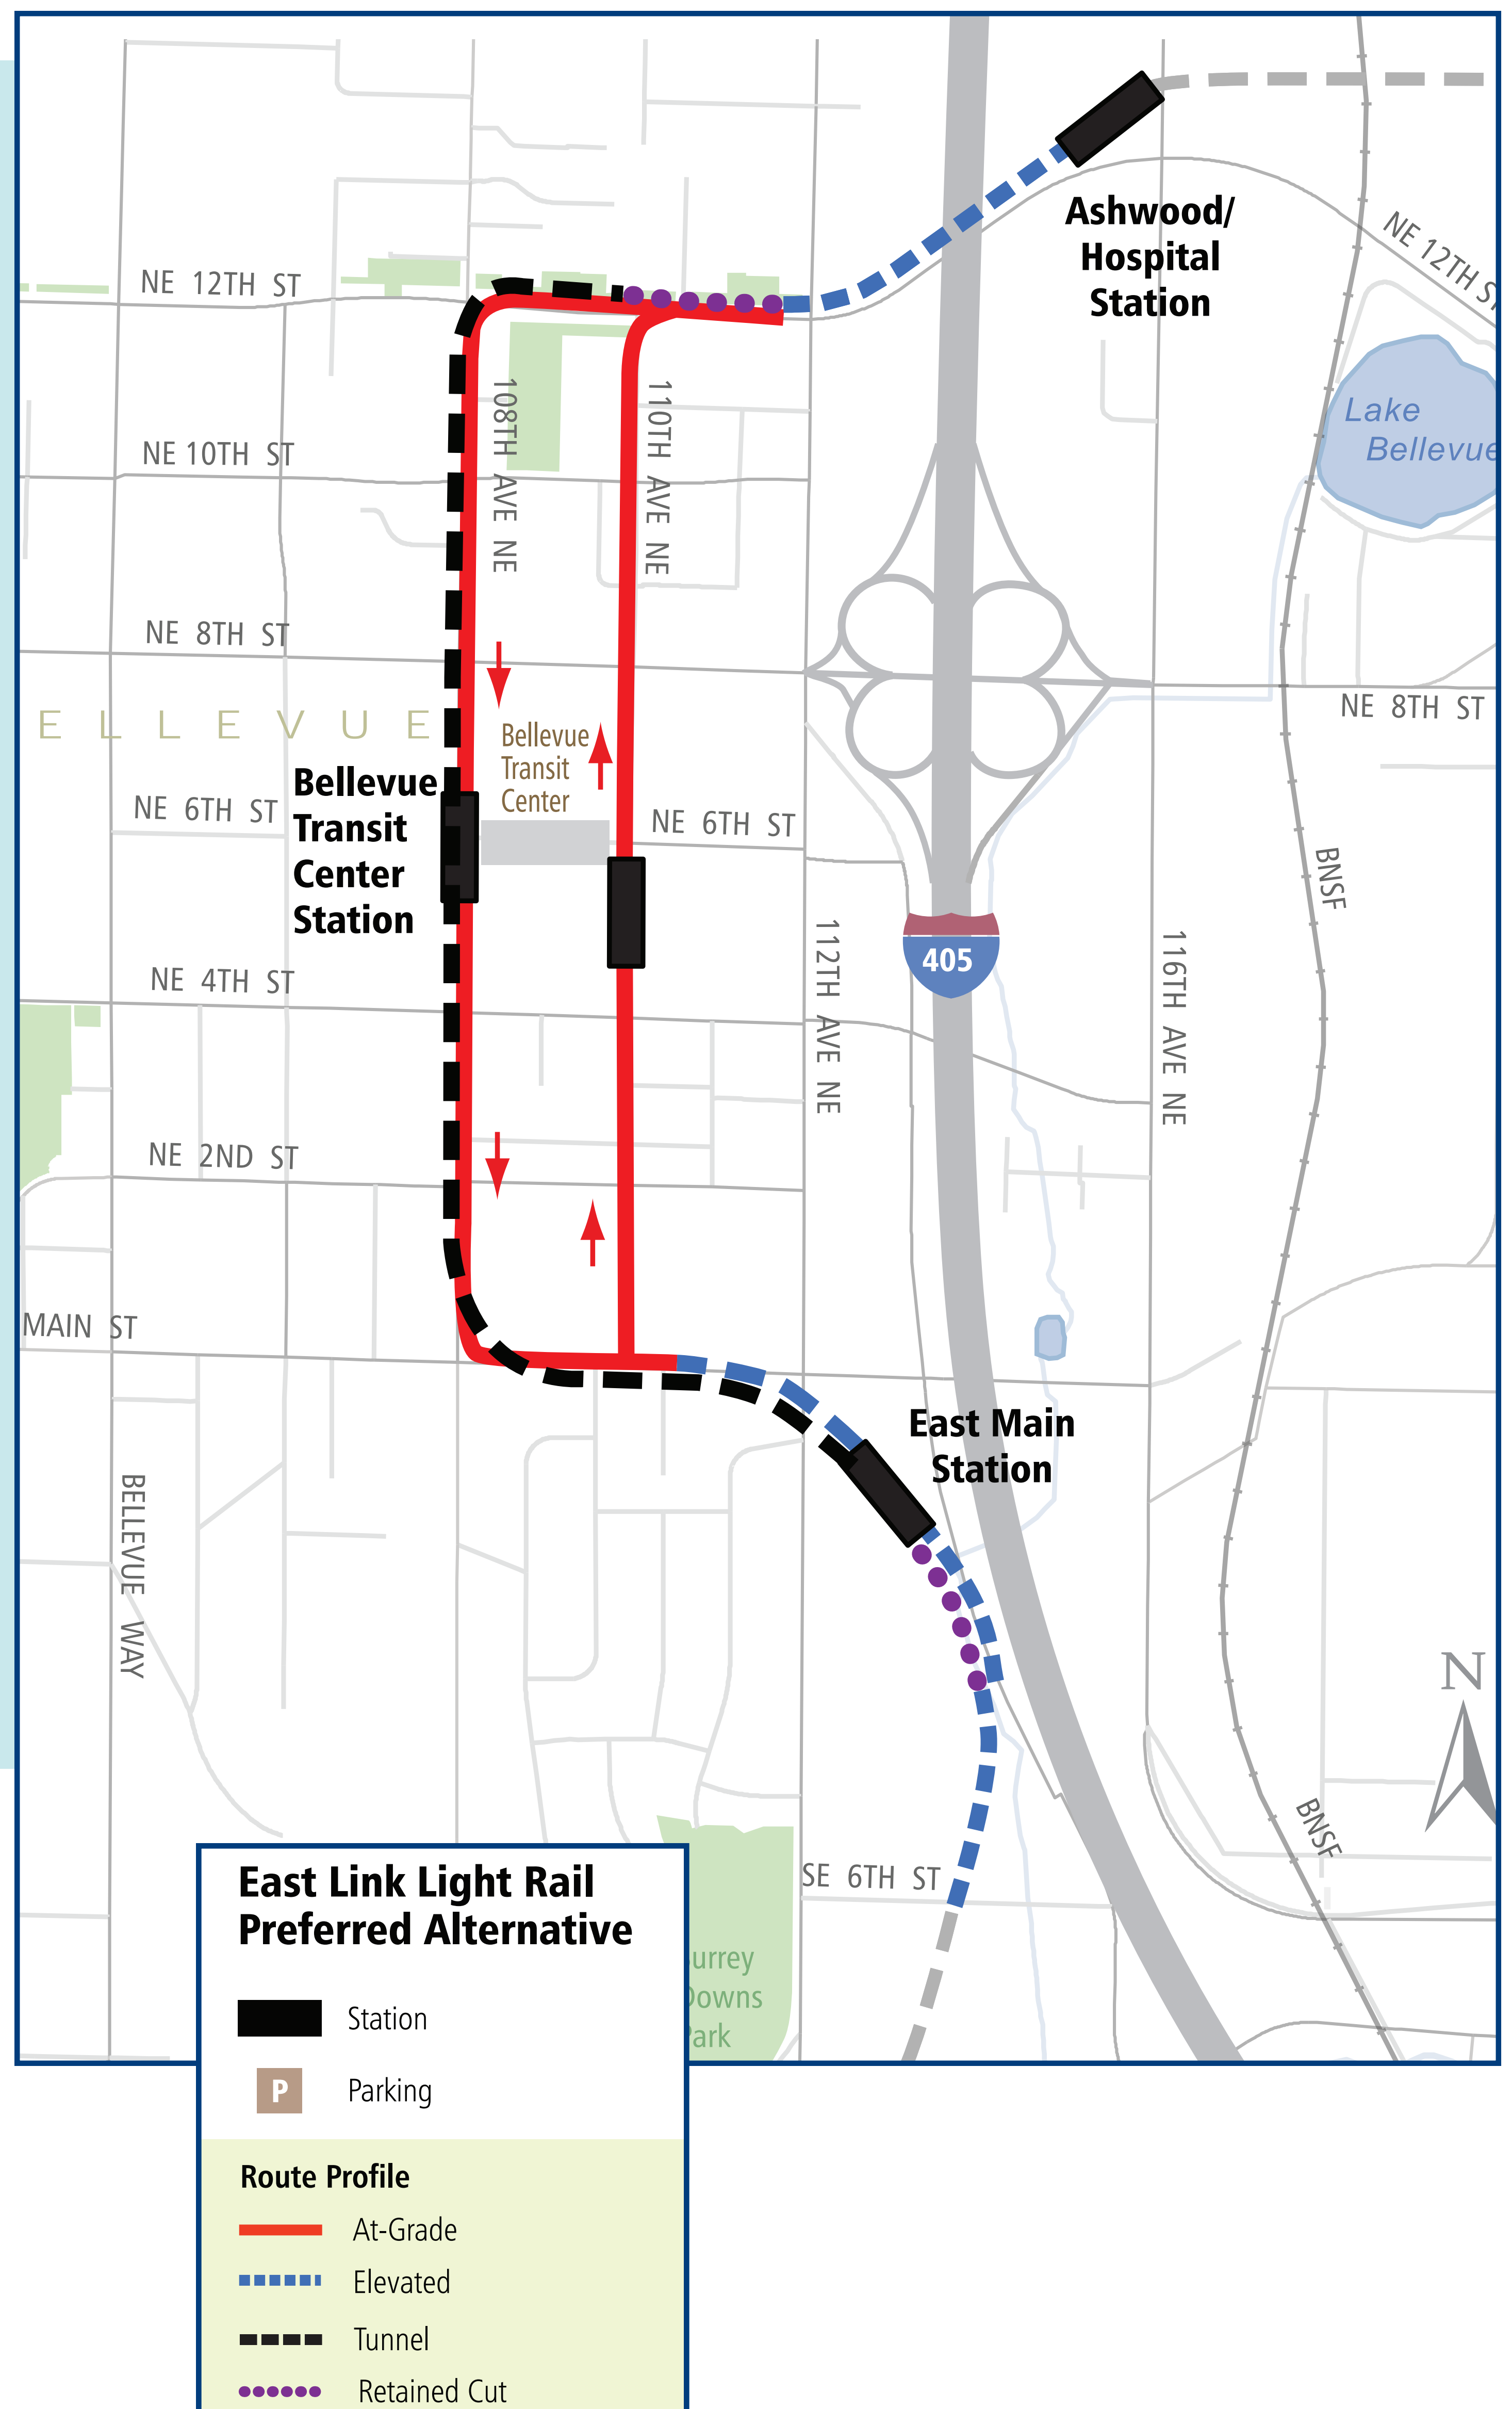 Ashwood/
Hospital
Station
NE 12TH ST
NE 12TH ST
108TH AVE NE
110TH AVE NE
Lake
Bellevue
NE 10TH ST
NE 8TH ST
NE 8TH ST
ELLEVUE
Bellevue
Transit
Center
Bellevue
Transit
Center
Station
NE 6TH ST
NE 6TH ST
BNSF
405
112TH AVE NE
116TH AVE NE
NE 4TH ST
NE 2ND ST
MAIN ST
East Main
Station
BELLEVUE WAY
N
BNSF
SE 6TH ST
urrey
Downs
Park
East Link Light Rail
Preferred Alternative
Station
P Parking
Route Profile
At-Grade
Elevated
Tunnel
Retained Cut